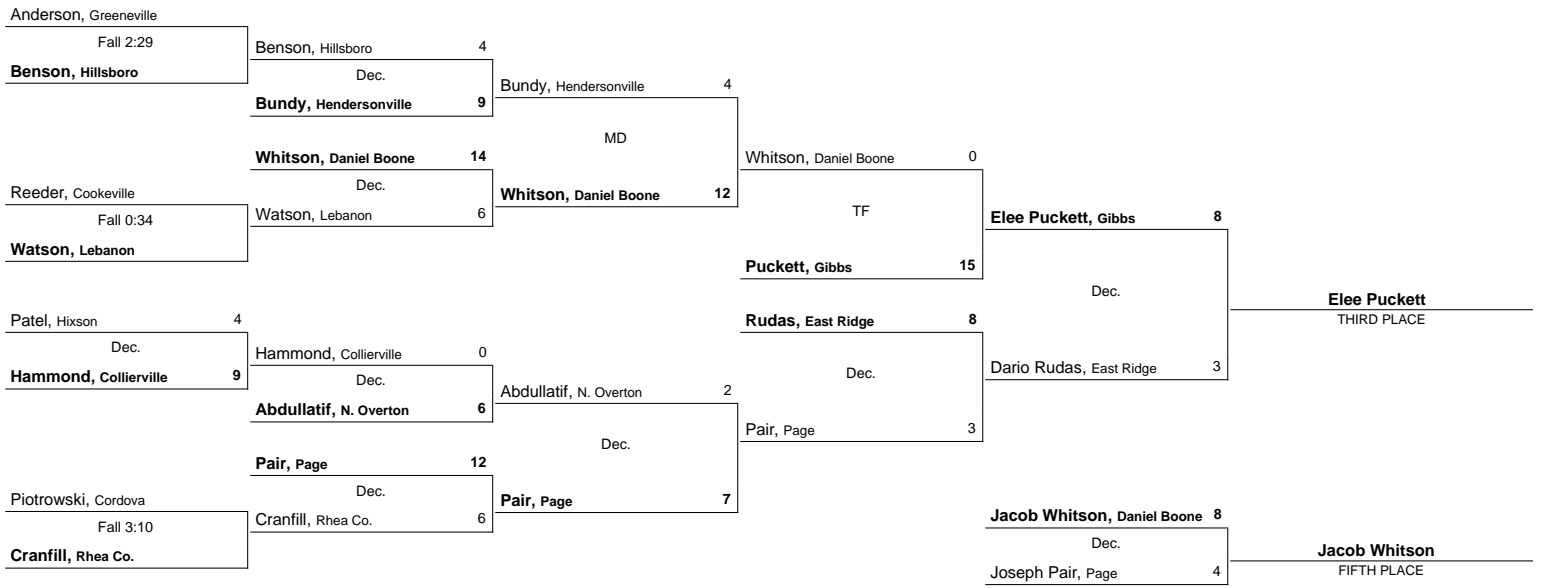 Anderson, Greeneville
Fall 2:29
Benson, Hillsboro
Reeder, Cookeville
Fall 0:34
Watson, Lebanon
Patel, Hixson 4
Dec.
Hammond, Collierville 9
Piotrowski, Cordova
Fall 3:10
Cranfill, Rhea Co.
Benson, Hillsboro 4
Dec.
Bundy, Hendersonville 9
Whitson, Daniel Boone 14
Dec.
Watson, Lebanon 6
Hammond, Collierville 0
Dec.
Abdullatif, N. Overton 6
Pair, Page 12
Dec.
Cranfill, Rhea Co. 6
Bundy, Hendersonville 4
MD
Whitson, Daniel Boone 12
Abdullatif, N. Overton 2
Dec.
Pair, Page 7
Whitson, Daniel Boone 0
TF
Puckett, Gibbs 15
Rudas, East Ridge 8
Dec.
Pair, Page 3
Elee Puckett, Gibbs 8
Dec.
Dario Rudas, East Ridge 3
Jacob Whitson, Daniel Boone 8
Dec.
Joseph Pair, Page 4
Elee Puckett
THIRD PLACE
Jacob Whitson
FIFTH PLACE